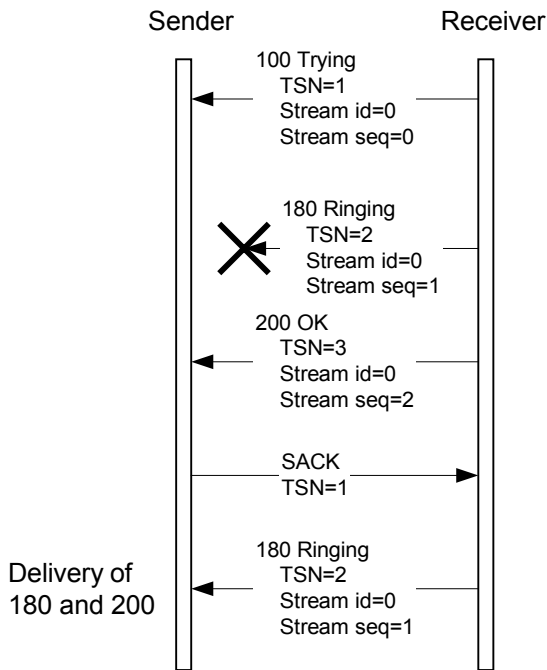 Sender
Receiver
100 Trying
TSN=1
Stream id=0
Stream seq=0
180 Ringing
TSN=2
Stream id=0
Stream seq=1
200 OK
TSN=3
Stream id=0
Stream seq=2
SACK
TSN=1
180 Ringing
TSN=2
Stream id=0
Stream seq=1
Delivery of
180 and 200